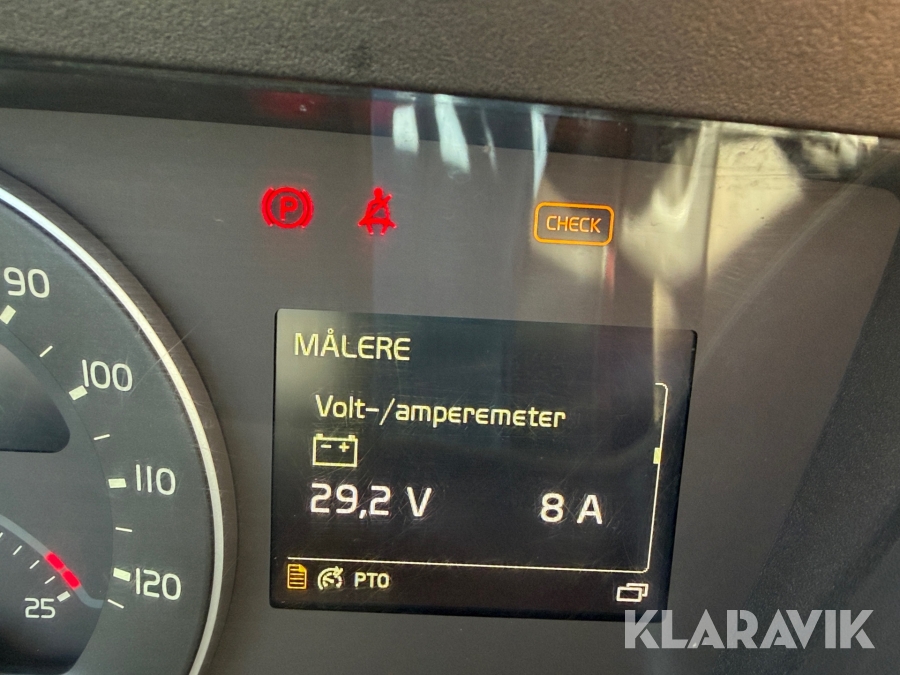 P
CHECK
90
100
110
120
25
MÅLERE
Volt-/amperemeter
- +
29,2 V 8 A
PTO
KLARAVIK